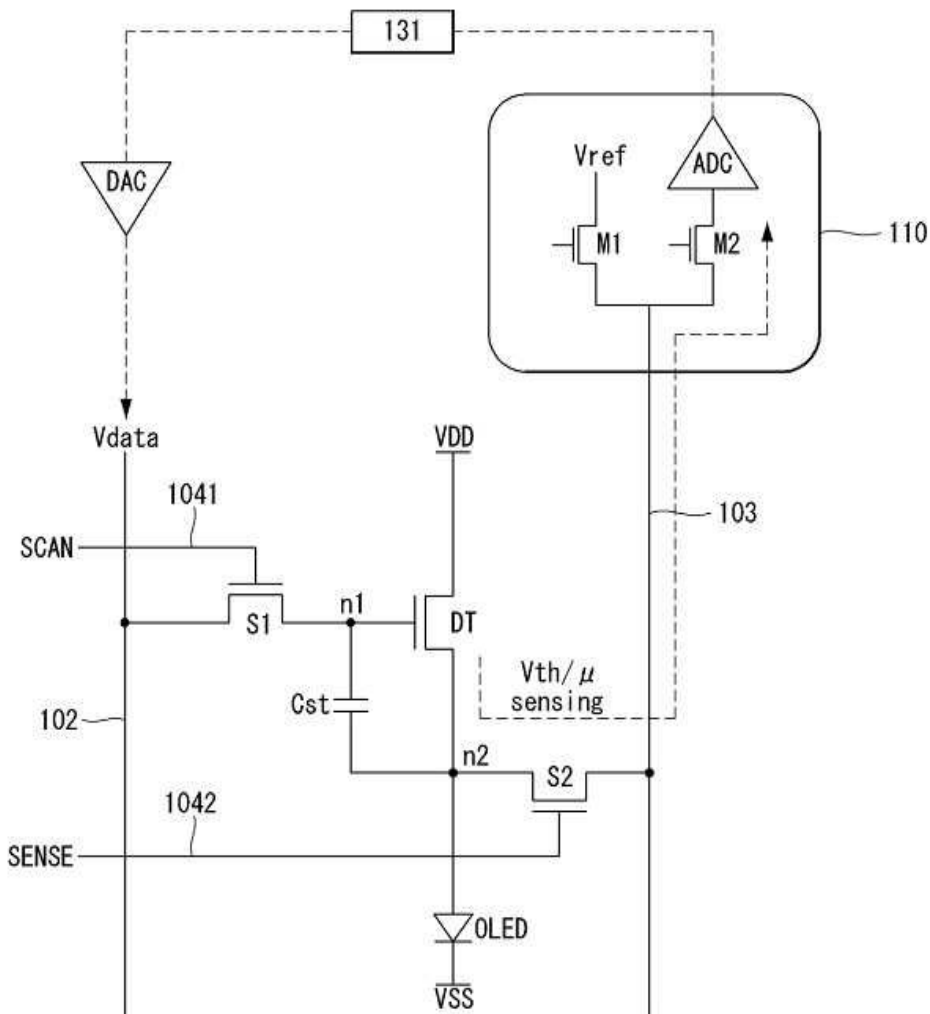 131
DAC
Vref
ADC
M1
M2
110
Vdata
VDD
1041
103
SCAN
n1
S1
DT
Vth/μ
sensing
Cst
102
n2
S2
1042
SENSE
OLED
VSS